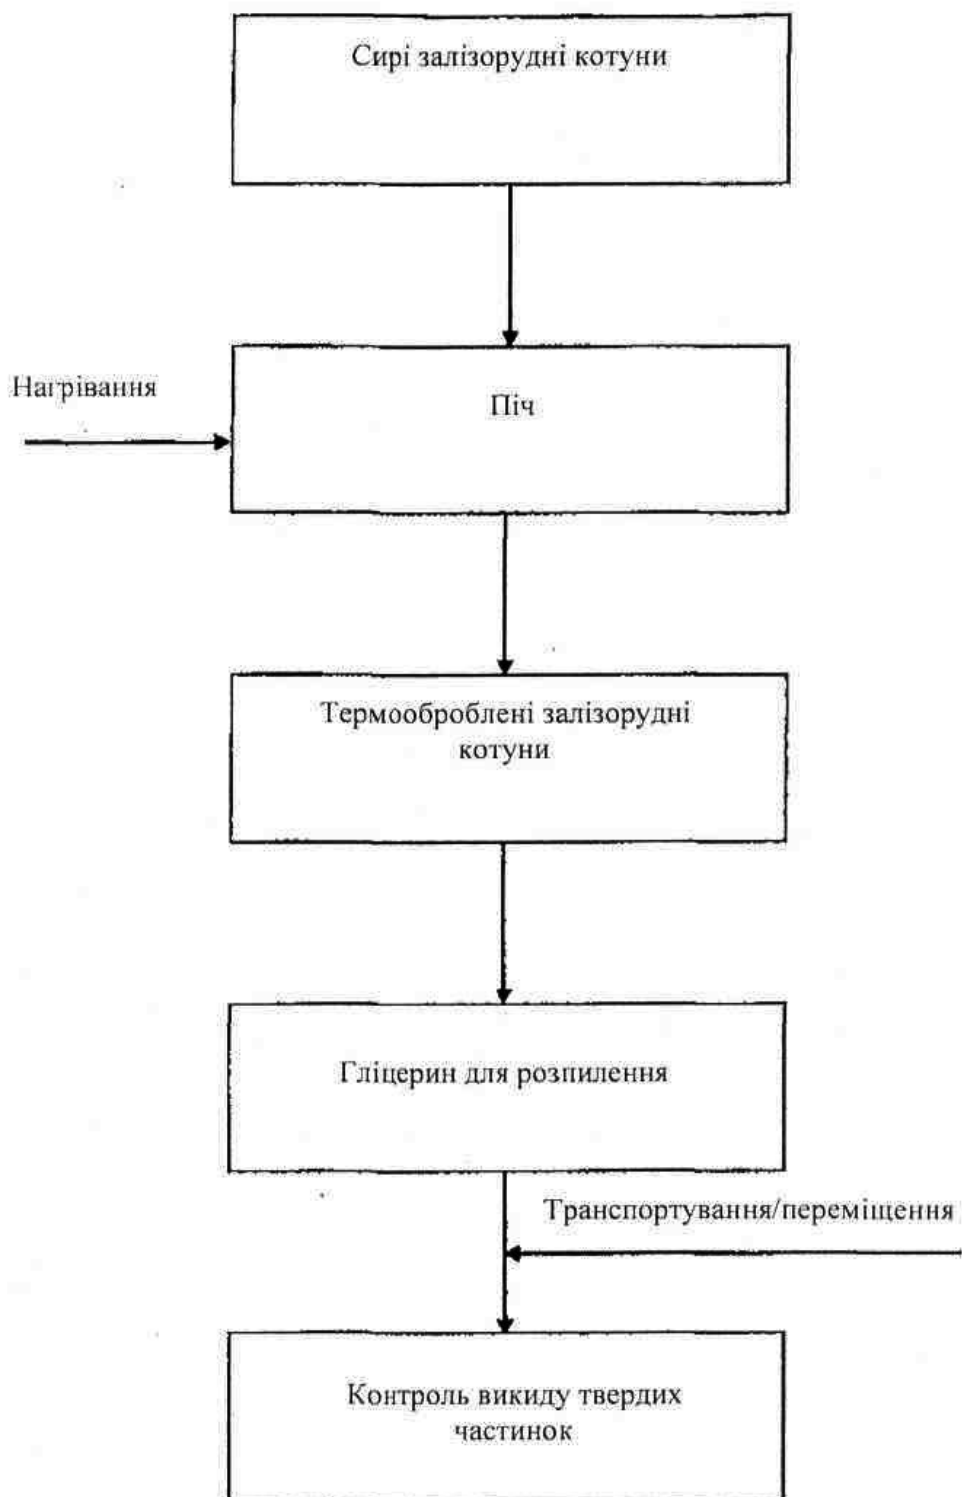 Сирі залізорудні котуни
Нагрівання
Піч
Термооброблені залізорудні
котуни
Гліцерин для розпилення
Транспортування/переміщення
Контроль викиду твердих
частинок